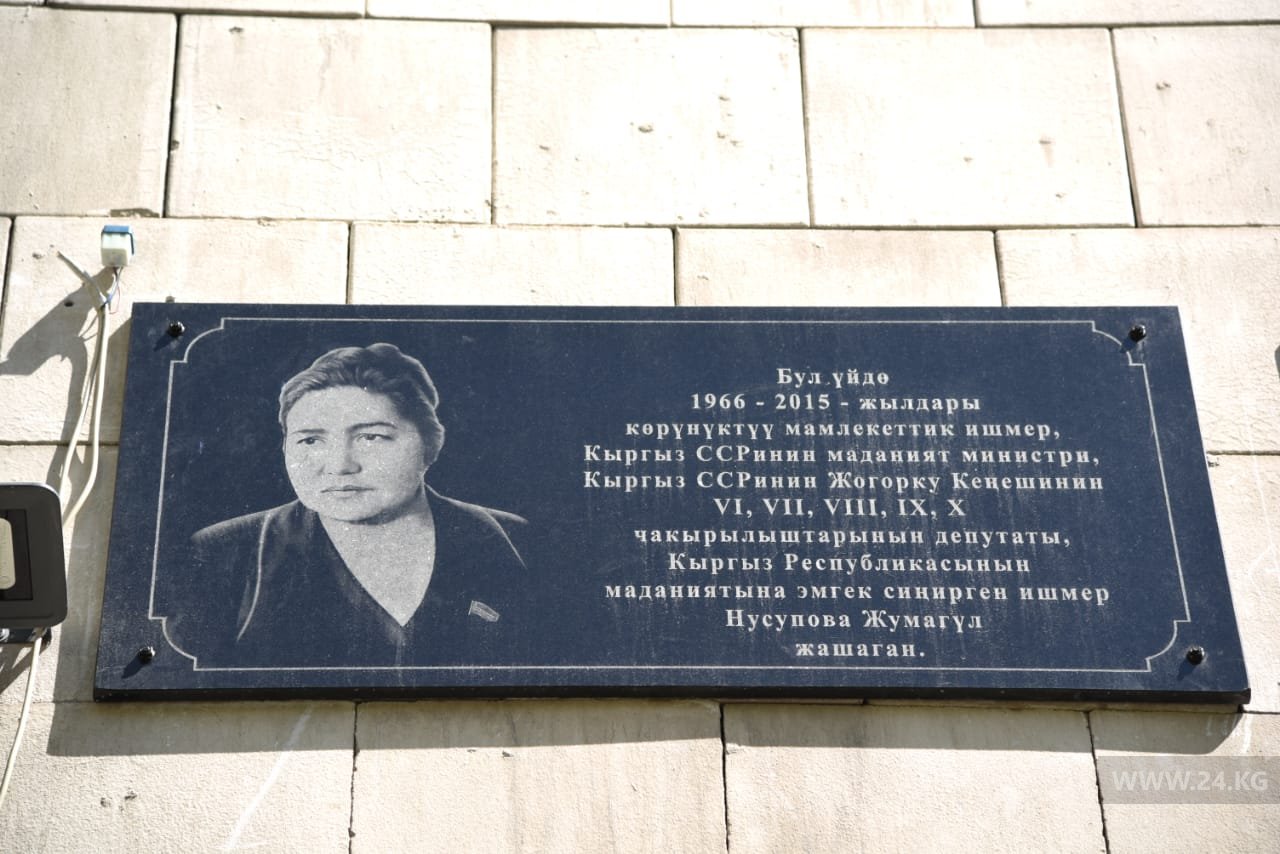 Бул үйдө
1966 - 2015 - жылдары
көрүнүктүү мамлекеттик ишмер,
Кыргыз ССРинин маданият министри,
Кыргыз ССРинин Жогорку Кеңешинин
VI, VII, VIII, IX, X
чакырылыштарынын депутаты,
Кыргыз Республикасынын
маданиятына эмгек сиңирген ишмер
Нусупова Жумагүл
жашаган.
WWW.24.KG